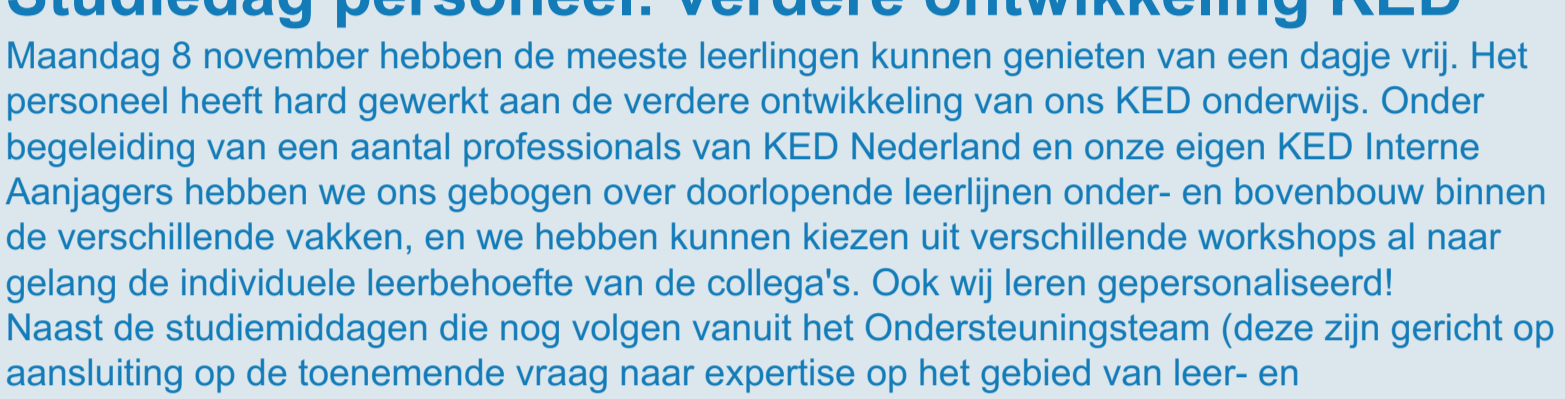 Studiedag personeel: verdere ontwikkeling KED
Maandag 8 november hebben de meeste leerlingen kunnen genieten van een dagje vrij. Het
personeel heeft hard gewerkt aan de verdere ontwikkeling van ons KED onderwijs. Onder
begeleiding van een aantal professionals van KED Nederland en onze eigen KED Interne
Aanjagers hebben we ons gebogen over doorlopende leerlijnen onder- en bovenbouw binnen
de verschillende vakken, en we hebben kunnen kiezen uit verschillende workshops al naar
gelang de individuele leerbehoefte van de collega's. Ook wij leren gepersonaliseerd!
Naast de studiemiddagen die nog volgen vanuit het Ondersteuningsteam (deze zijn gericht op
aansluiting op de toenemende vraag naar expertise op het gebied van leer- en